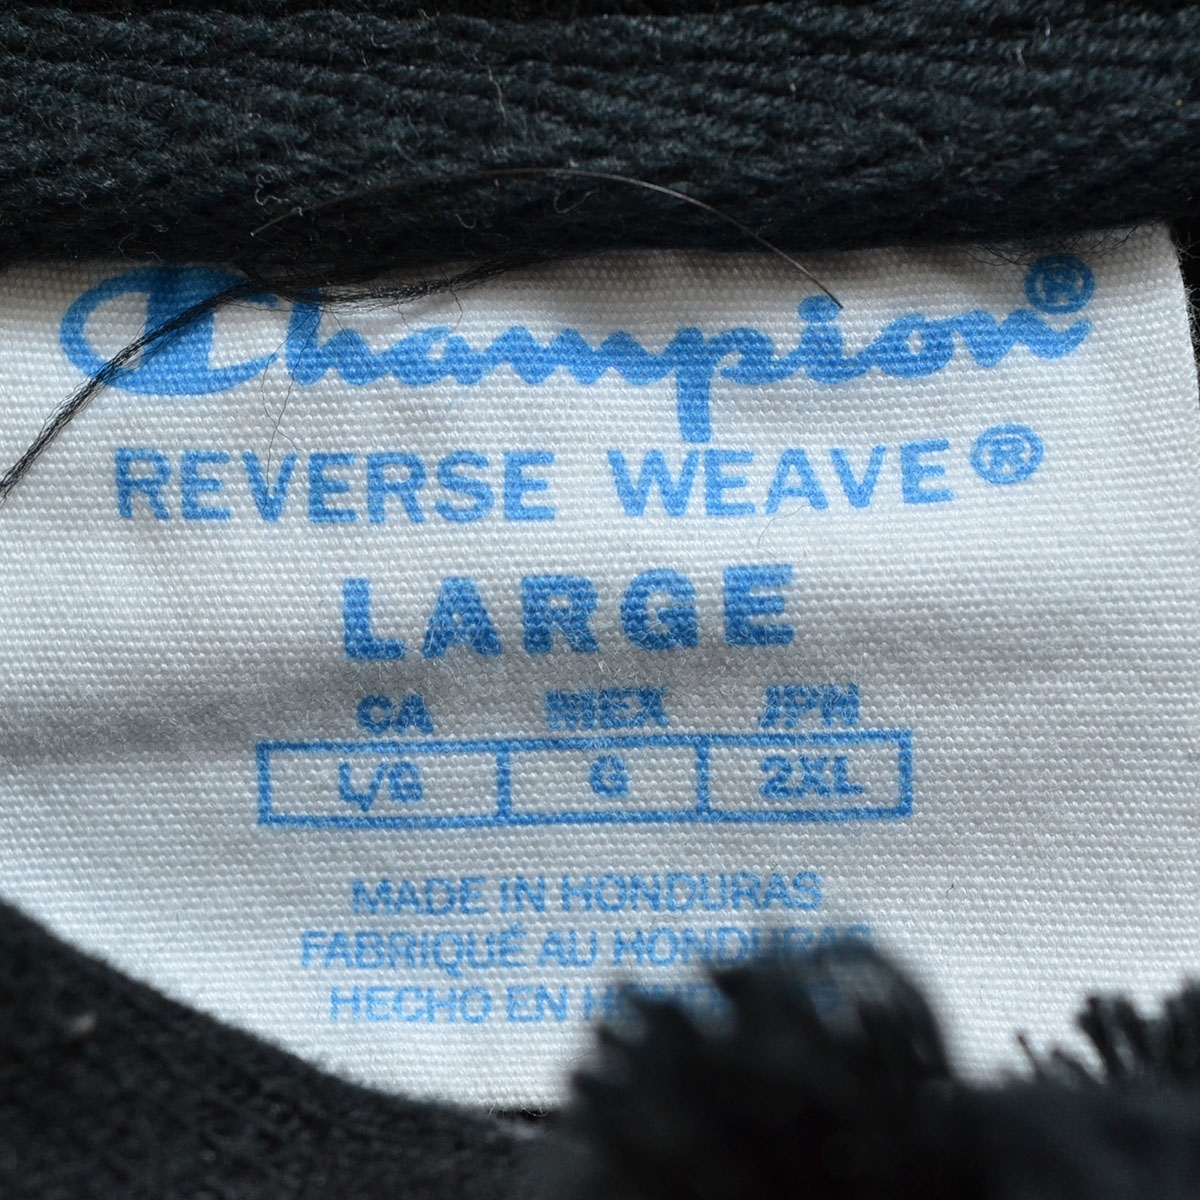 Champion®
REVERSE WEAVE®
LARGE
CA MEX JPN
L/G G 2XL
MADE IN HONDURAS
FABRIQUÉ AU HONDURAS
HECHO EN